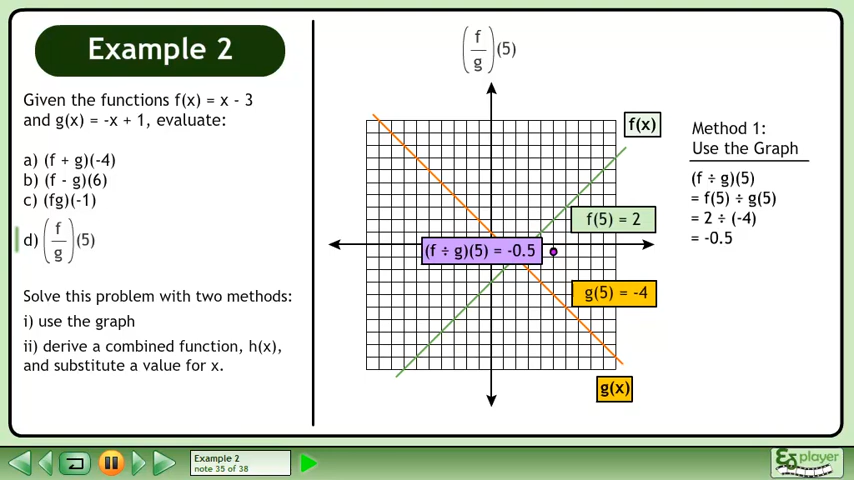 Example 2
Given the functions f(x) = x - 3
and g(x) = -x + 1, evaluate:
a) (f + g)(-4)
b) (f - g)(6)
c) (fg)(-1)
d) (f/g)(5)
Solve this problem with two methods:
i) use the graph
ii) derive a combined function, h(x),
and substitute a value for x.
(f/g)(5)
f(x)
f(5) = 2
(f ÷ g)(5) = -0.5
g(5) = -4
g(x)
Method 1:
Use the Graph
(f ÷ g)(5)
= f(5) ÷ g(5)
= 2 ÷ (-4)
= -0.5
Example 2
note 35 of 38
EZ player